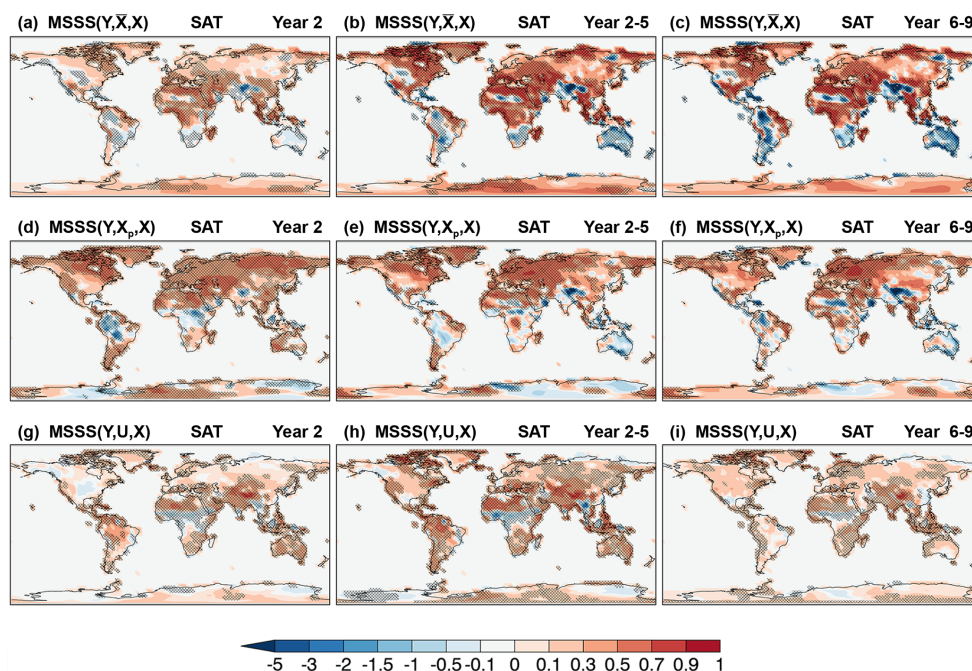 (a) MSSS(Y,X̅,X) SAT Year 2
(b) MSSS(Y,X̅,X) SAT Year 2-5
(c) MSSS(Y,X̅,X) SAT Year 6-9
(d) MSSS(Y,Xₚ,X) SAT Year 2
(e) MSSS(Y,Xₚ,X) SAT Year 2-5
(f) MSSS(Y,Xₚ,X) SAT Year 6-9
(g) MSSS(Y,U,X) SAT Year 2
(h) MSSS(Y,U,X) SAT Year 2-5
(i) MSSS(Y,U,X) SAT Year 6-9
-5 -3 -2 -1.5 -1 -0.5 -0.1 0 0.1 0.3 0.5 0.7 0.9 1